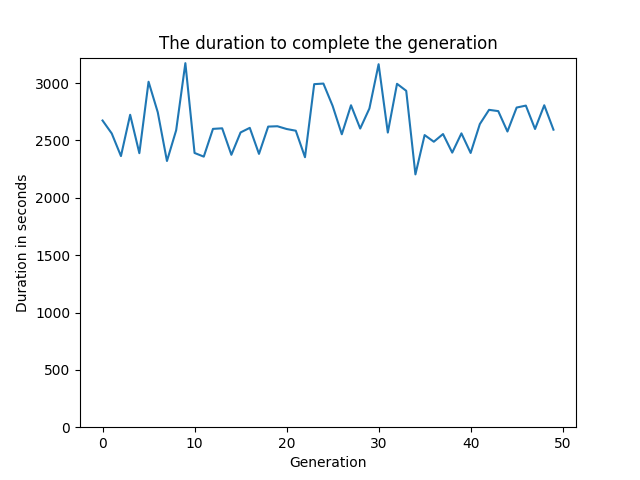 The duration to complete the generation
Duration in seconds
3000
2500
2000
1500
1000
500
0
0 10 20 30 40 50
Generation